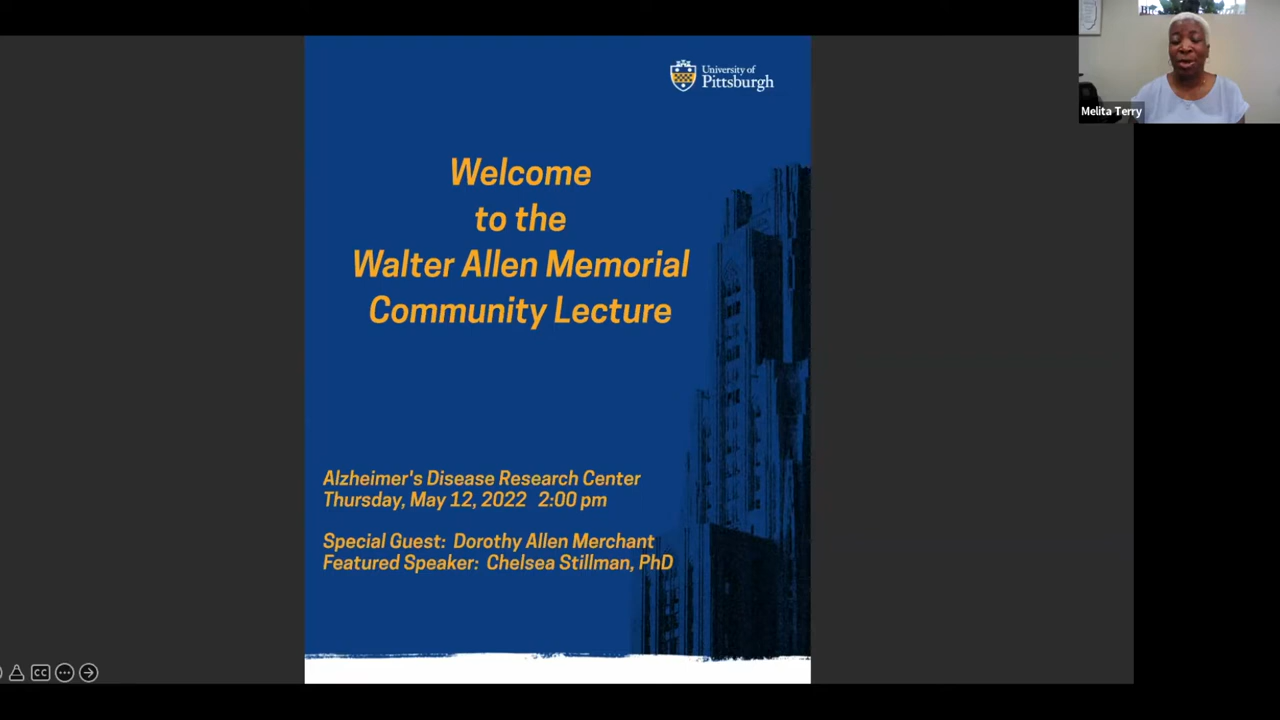 University of
Pittsburgh
Welcome
to the
Walter Allen Memorial
Community Lecture
Alzheimer's Disease Research Center
Thursday, May 12, 2022 2:00 pm
Special Guest: Dorothy Allen Merchant
Featured Speaker: Chelsea Stillman, PhD
Melita Terry
CC